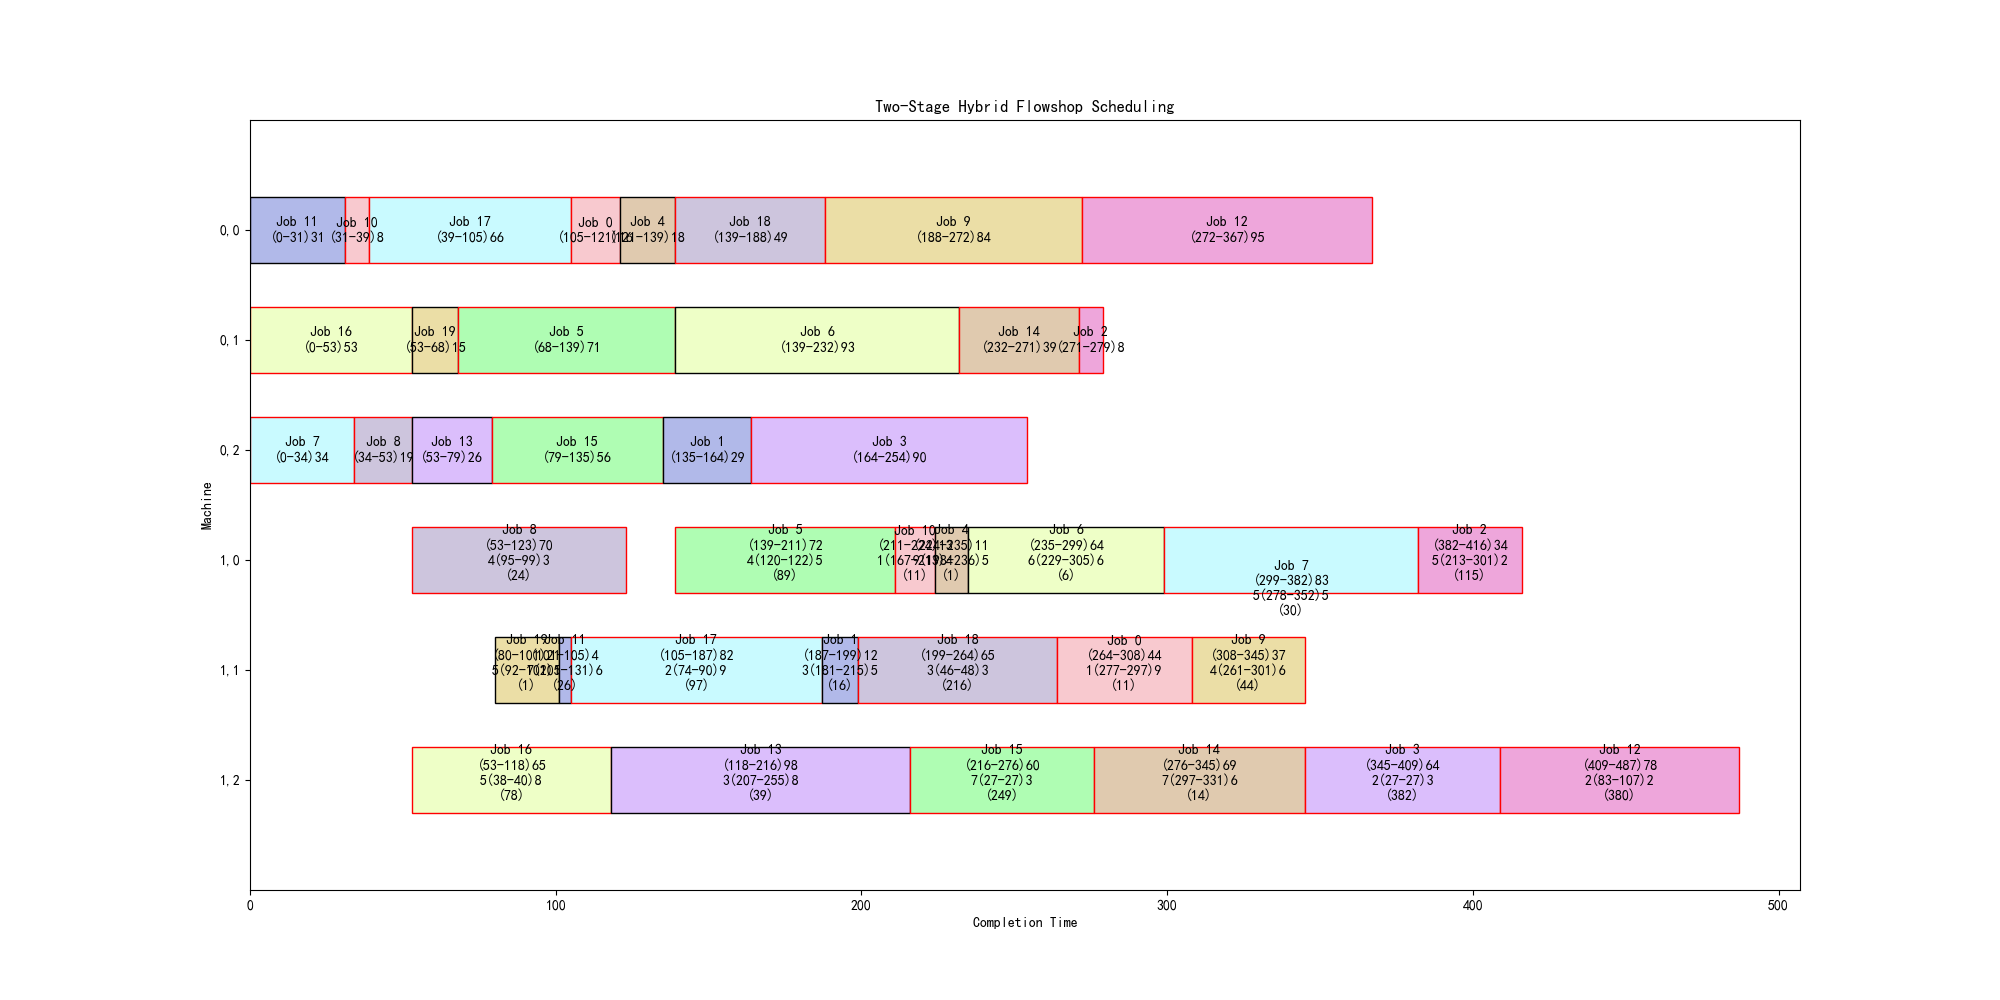 Two-Stage Hybrid Flowshop Scheduling
0,0
Job 11
(0-31)31
Job 10
(31-39)8
Job 17
(39-105)66
Job 0
(105-121)16
Job 4
(121-139)18
Job 18
(139-188)49
Job 9
(188-272)84
Job 12
(272-367)95
0,1
Job 16
(0-53)53
Job 19
(53-68)15
Job 5
(68-139)71
Job 6
(139-232)93
Job 14
(232-271)39
Job 2
(271-279)8
0,2
Job 7
(0-34)34
Job 8
(34-53)19
Job 13
(53-79)26
Job 15
(79-135)56
Job 1
(135-164)29
Job 3
(164-254)90
Machine
1,0
Job 8
(53-123)70
4(95-99)3
(24)
Job 5
(139-211)72
4(120-122)5
(89)
Job 10
(211-224)13
(11)
Job 4
(224-235)11
(1)
Job 6
(235-299)64
6(229-305)6
(6)
Job 7
(299-382)83
5(278-352)5
(30)
Job 2
(382-416)34
5(213-301)2
(115)
1,1
Job 19
(80-101)21
(1)
Job 11
(101-105)4
(26)
Job 17
(105-187)82
2(74-90)9
(97)
Job 1
(187-199)12
3(181-215)5
(16)
Job 18
(199-264)65
3(46-48)3
(216)
Job 0
(264-308)44
1(277-297)9
(11)
Job 9
(308-345)37
4(261-301)6
(44)
1,2
Job 16
(53-118)65
5(38-40)8
(78)
Job 13
(118-216)98
3(207-255)8
(39)
Job 15
(216-276)60
7(27-27)3
(249)
Job 14
(276-345)69
7(297-331)6
(14)
Job 3
(345-409)64
2(27-27)3
(382)
Job 12
(409-487)78
2(83-107)2
(380)
0
100
200
300
400
500
Completion Time